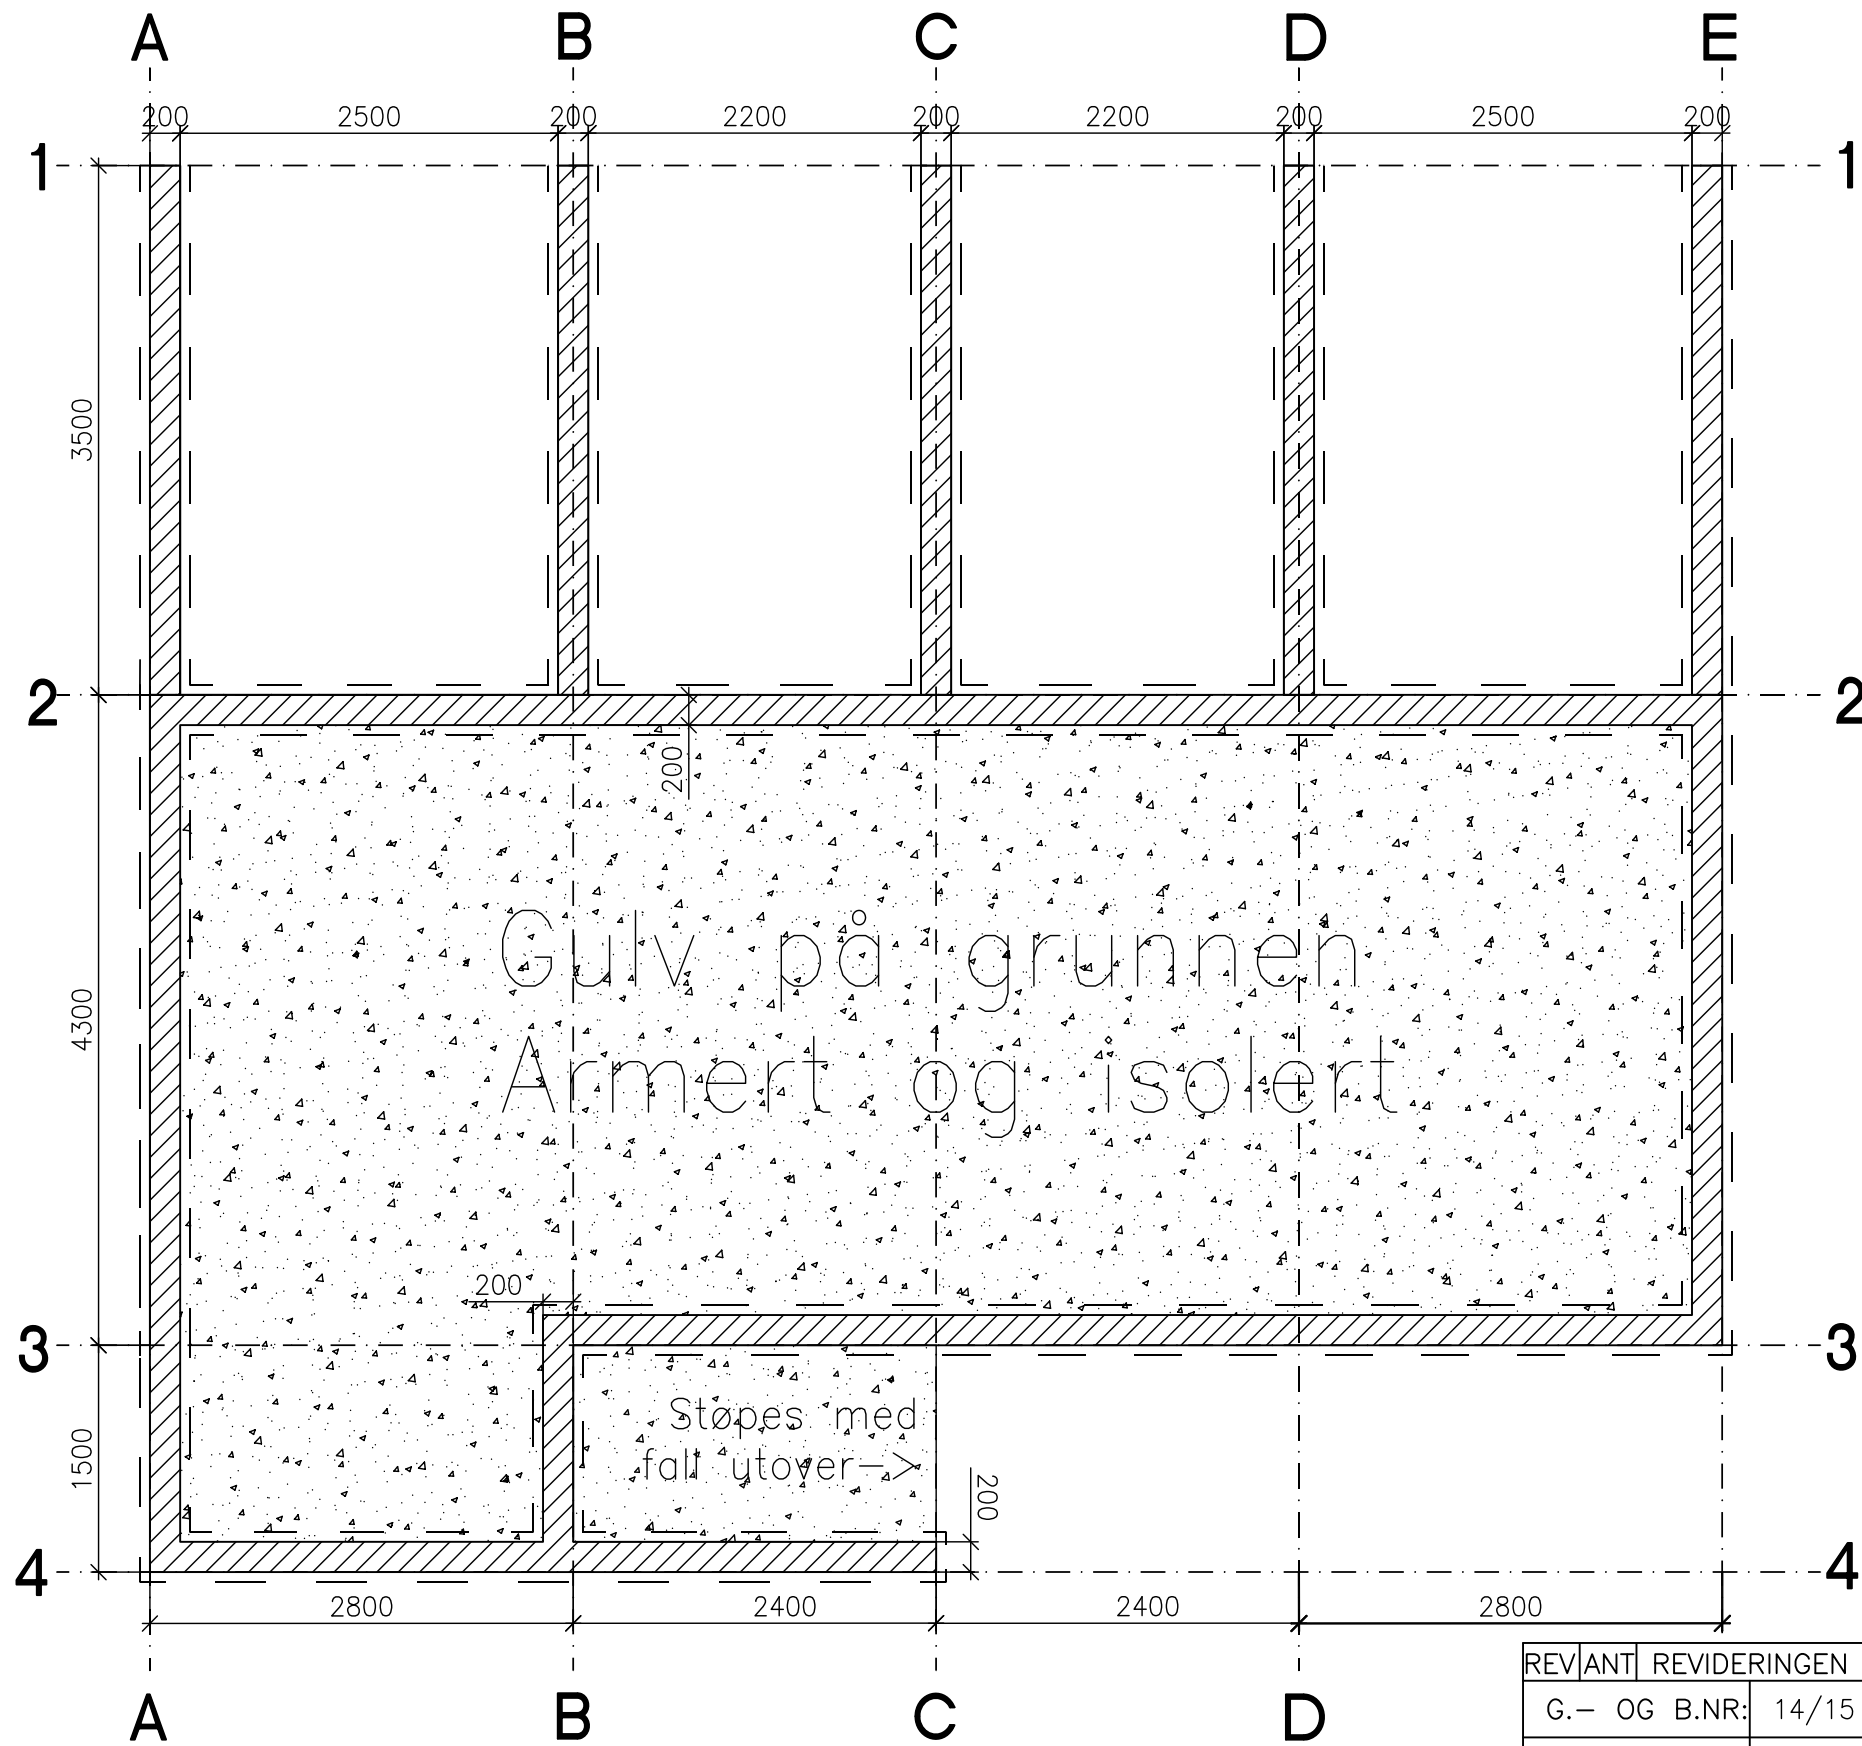 A B C D E
200 2500 200 2200 200 2200 200 2500 200
1 1
3500
2 2
200
Gulv på grunnen
4300
Armert og isolert
200
3 3
Støpes med
fall utover->
1500
200
4 4
2800 2400 2400 2800
REV ANT REVIDERINGEN
G.- OG B.NR: 14/15
A B C D